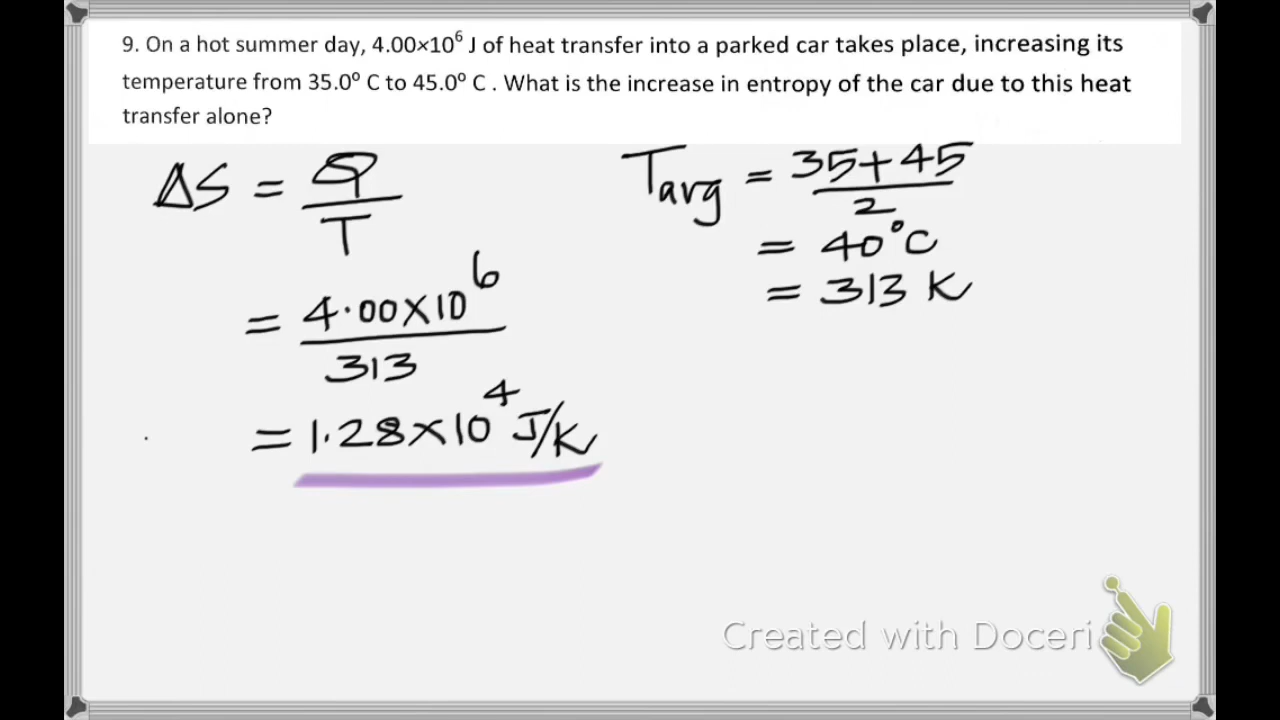 9. On a hot summer day, 4.00×10⁶ J of heat transfer into a parked car takes place, increasing its
temperature from 35.0⁰ C to 45.0⁰ C . What is the increase in entropy of the car due to this heat
transfer alone?
ΔS = Q/T
= 4.00×10⁶/313
= 1.28×10⁴ J/K
Tavg = 35+45/2
= 40°C
= 313 K
Created with Doceri